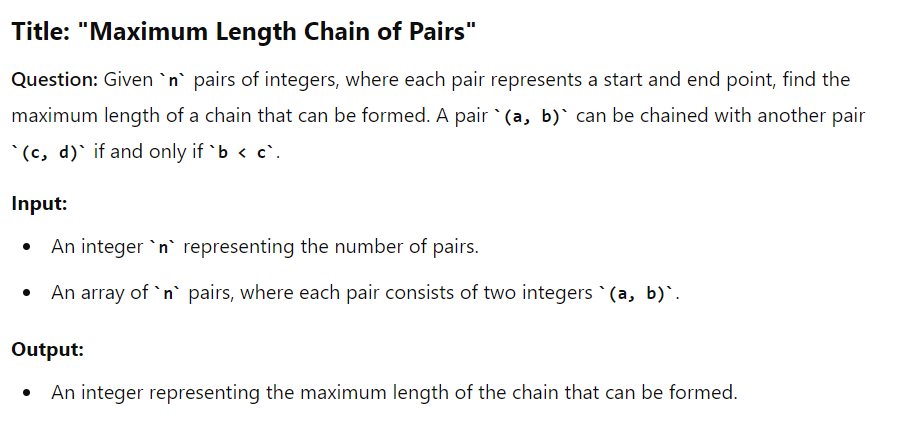 Title: "Maximum Length Chain of Pairs"
Question: Given `n` pairs of integers, where each pair represents a start and end point, find the
maximum length of a chain that can be formed. A pair `(a, b)` can be chained with another pair
`(c, d)` if and only if `b < c`.
Input:
• An integer `n` representing the number of pairs.
• An array of `n` pairs, where each pair consists of two integers `(a, b)`.
Output:
• An integer representing the maximum length of the chain that can be formed.